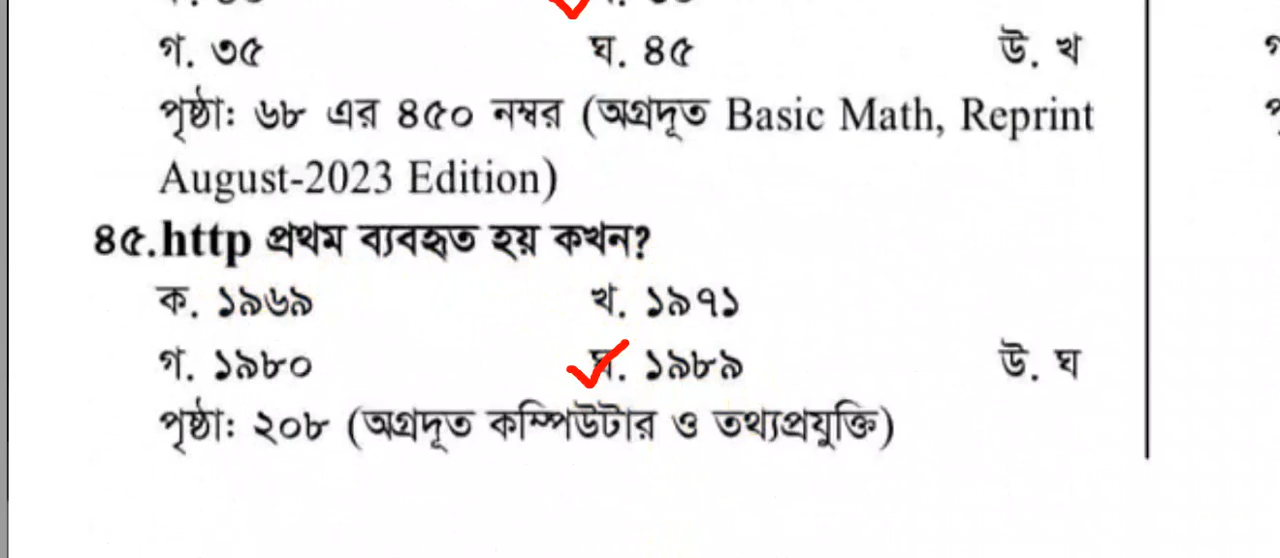 গ. ৩৫ ঘ. ৪৫ উ. খ
পৃষ্ঠা: ৬৮ এর ৪৫০ নম্বর (অগ্রদূত Basic Math, Reprint
August-2023 Edition)
৪৫.http প্রথম ব্যবহৃত হয় কখন?
ক. ১৯৬৯ খ. ১৯৭১
গ. ১৯৮০ ঘ. ১৯৮৯ উ. ঘ
পৃষ্ঠা: ২০৮ (অগ্রদূত কম্পিউটার ও তথ্যপ্রযুক্তি)